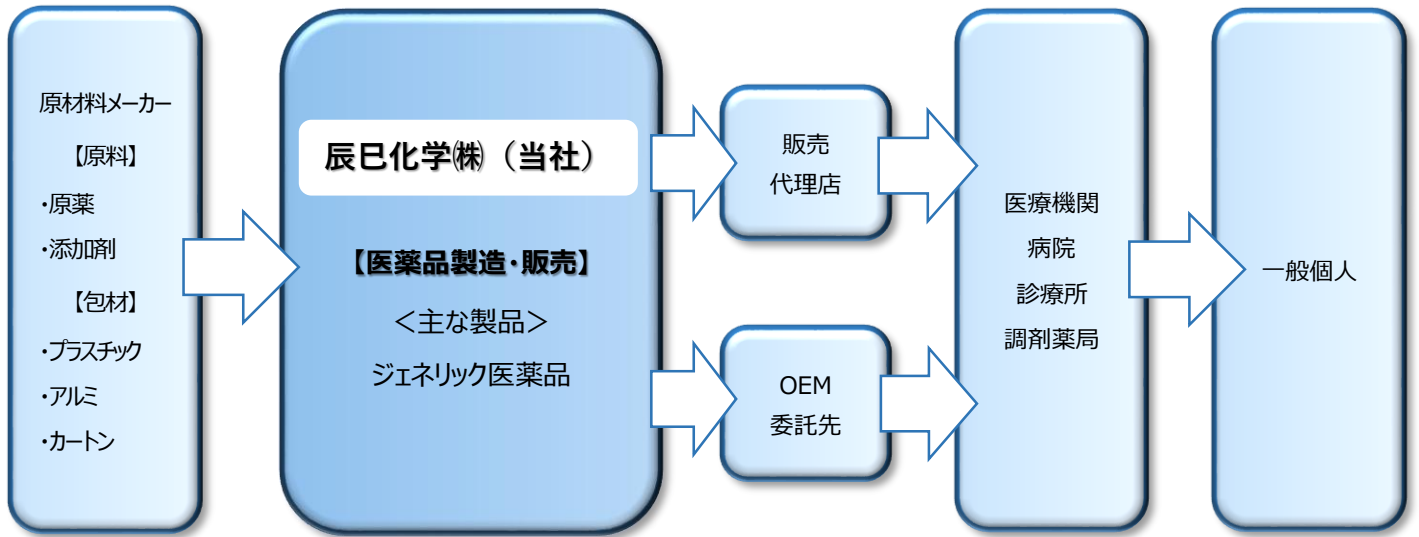 原材料メーカー
【原料】
・原薬
・添加剤
【包材】
・プラスチック
・アルミ
・カートン
辰巳化学㈱（当社）
【医薬品製造・販売】
＜主な製品＞
ジェネリック医薬品
販売
代理店
OEM
委託先
医療機関
病院
診療所
調剤薬局
一般個人